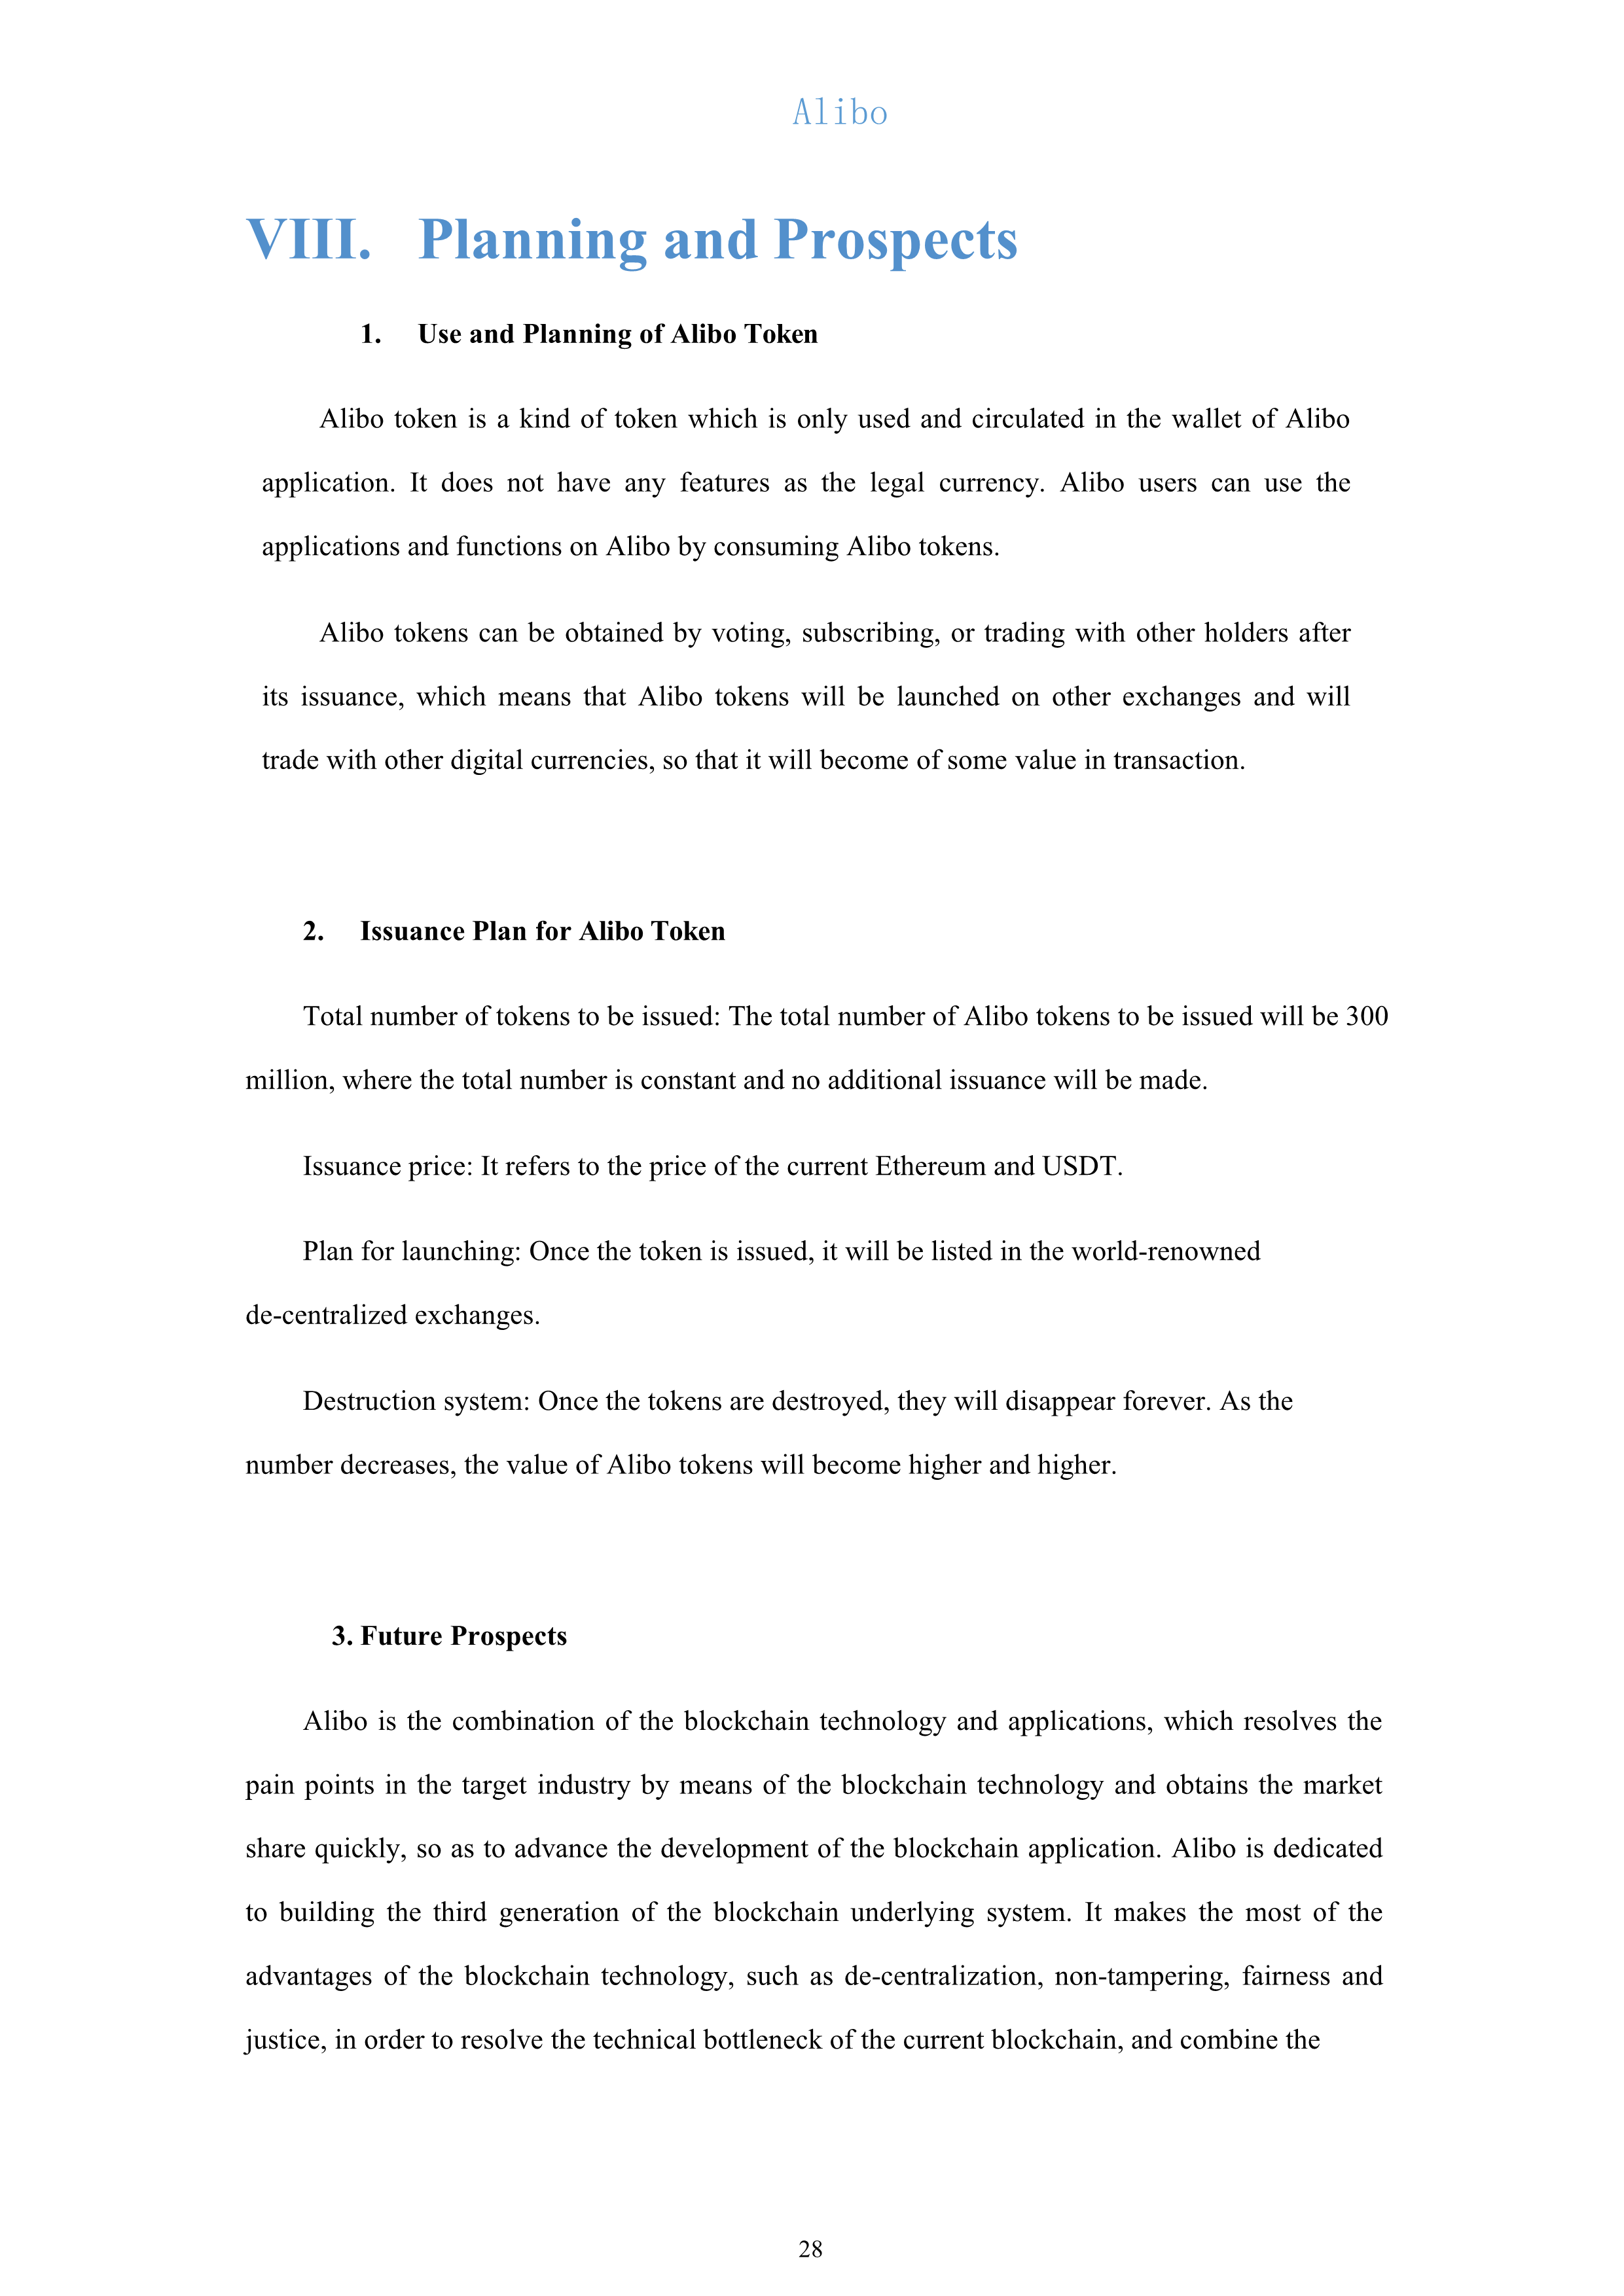 Alibo
VIII. Planning and Prospects
1. Use and Planning of Alibo Token
Alibo token is a kind of token which is only used and circulated in the wallet of Alibo
application. It does not have any features as the legal currency. Alibo users can use the
applications and functions on Alibo by consuming Alibo tokens.
Alibo tokens can be obtained by voting, subscribing, or trading with other holders after
its issuance, which means that Alibo tokens will be launched on other exchanges and will
trade with other digital currencies, so that it will become of some value in transaction.
2. Issuance Plan for Alibo Token
Total number of tokens to be issued: The total number of Alibo tokens to be issued will be 300
million, where the total number is constant and no additional issuance will be made.
Issuance price: It refers to the price of the current Ethereum and USDT.
Plan for launching: Once the token is issued, it will be listed in the world-renowned
de-centralized exchanges.
Destruction system: Once the tokens are destroyed, they will disappear forever. As the
number decreases, the value of Alibo tokens will become higher and higher.
3. Future Prospects
Alibo is the combination of the blockchain technology and applications, which resolves the
pain points in the target industry by means of the blockchain technology and obtains the market
share quickly, so as to advance the development of the blockchain application. Alibo is dedicated
to building the third generation of the blockchain underlying system. It makes the most of the
advantages of the blockchain technology, such as de-centralization, non-tampering, fairness and
justice, in order to resolve the technical bottleneck of the current blockchain, and combine the
28